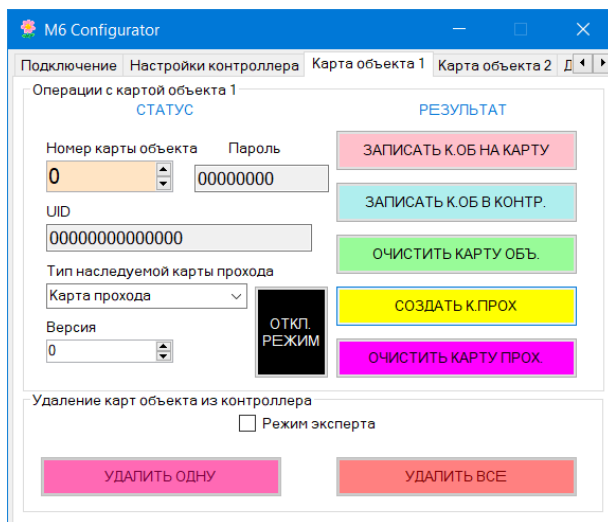 M6 Configurator
Подключение Настройки контроллера Карта объекта 1 Карта объекта 2
Операции с картой объекта 1
СТАТУС РЕЗУЛЬТАТ
Номер карты объекта Пароль ЗАПИСАТЬ К.ОБ НА КАРТУ
0 00000000
ЗАПИСАТЬ К.ОБ В КОНТР.
UID
00000000000000
ОЧИСТИТЬ КАРТУ ОБЪ.
Тип наследуемой карты прохода
Карта прохода
СОЗДАТЬ К.ПРОХ
ОТКЛ.
РЕЖИМ
Версия
0
ОЧИСТИТЬ КАРТУ ПРОХ.
Удаление карт объекта из контроллера
Режим эксперта
УДАЛИТЬ ОДНУ УДАЛИТЬ ВСЕ